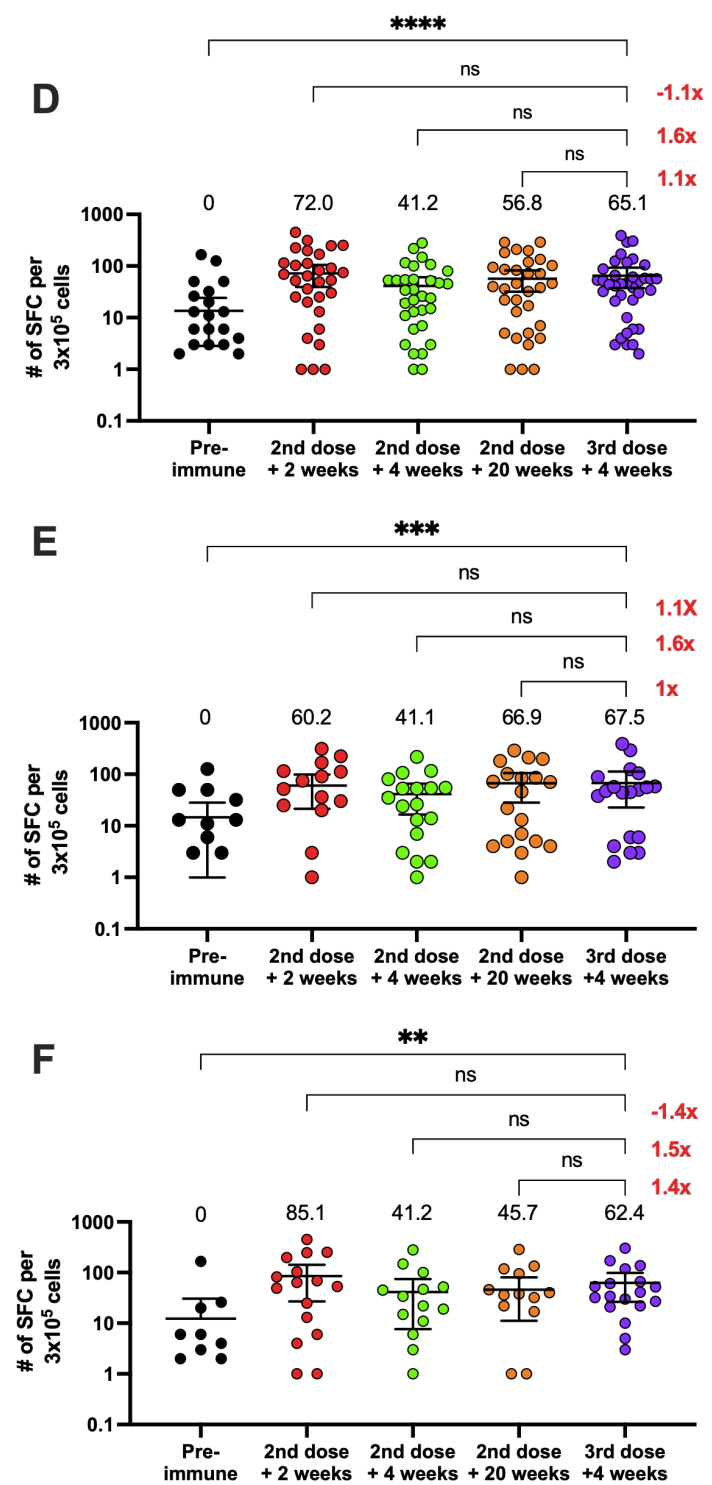 ****
D
ns
-1.1x
ns
1.6x
ns
1.1x
0 72.0 41.2 56.8 65.1
# of SFC per
3x10⁵ cells
1000
100
10
1
0.1
Pre-
immune
2nd dose
+ 2 weeks
2nd dose
+ 4 weeks
2nd dose
+ 20 weeks
3rd dose
+ 4 weeks
E
***
ns
1.1X
ns
1.6x
ns
1x
0 60.2 41.1 66.9 67.5
# of SFC per
3x10⁵ cells
1000
100
10
1
0.1
Pre-
immune
2nd dose
+ 2 weeks
2nd dose
+ 4 weeks
2nd dose
+ 20 weeks
3rd dose
+4 weeks
F
**
ns
-1.4x
ns
1.5x
ns
1.4x
0 85.1 41.2 45.7 62.4
# of SFC per
3x10⁵ cells
1000
100
10
1
0.1
Pre-
immune
2nd dose
+ 2 weeks
2nd dose
+ 4 weeks
2nd dose
+ 20 weeks
3rd dose
+4 weeks